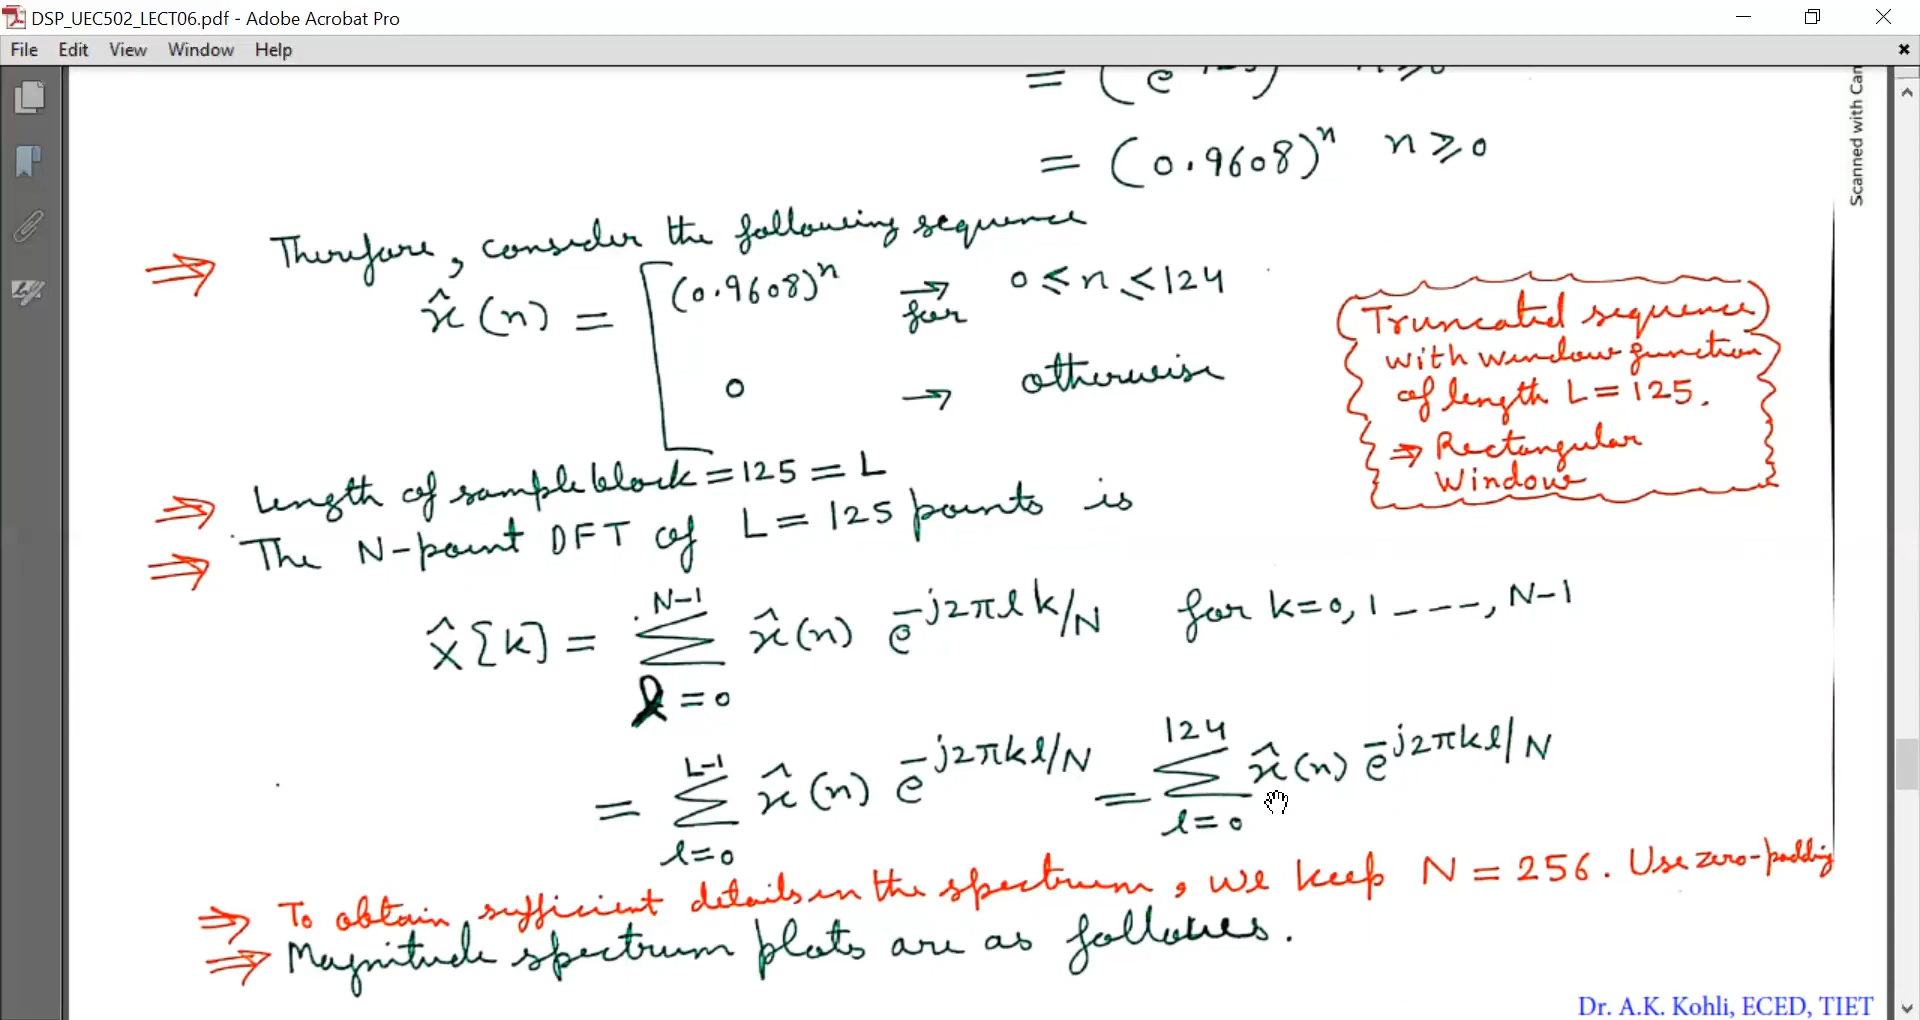 DSP_UEC502_LECT06.pdf - Adobe Acrobat Pro
File Edit View Window Help
= (e ) n≥0
= (0.9608)^n n≥0
Scanned with Cam
Therefore, consider the following sequence
x̂(n) = [ (0.9608)^n → for 0 ≤ n ≤ 124
0 → otherwise
Truncated sequence
with window function
of length L = 125.
⇒ Rectangular
Window
⇒ Length of sample block = 125 = L
⇒ The N-point DFT of L = 125 points is
X̂[k] = Σ_{l=0}^{N-1} x̂(n) e^{-j2πlk/N} for k=0, 1 ----, N-1
= Σ_{l=0}^{L-1} x̂(n) e^{-j2πkl/N} = Σ_{l=0}^{124} x̂(n) e^{-j2πkl/N}
⇒ To obtain sufficient details in the spectrum, we keep N = 256. Use zero-padding
⇒ Magnitude spectrum plots are as follows.
Dr. A.K. Kohli, ECED, TIET